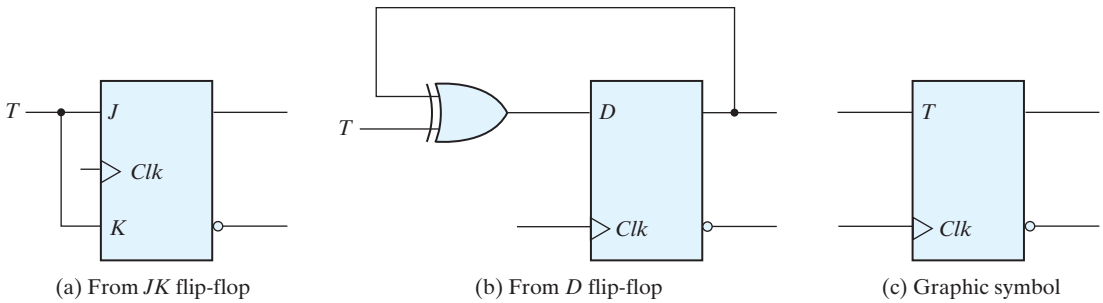 T
J
Clk
K
(a) From JK flip-flop
T
D
Clk
(b) From D flip-flop
T
Clk
(c) Graphic symbol